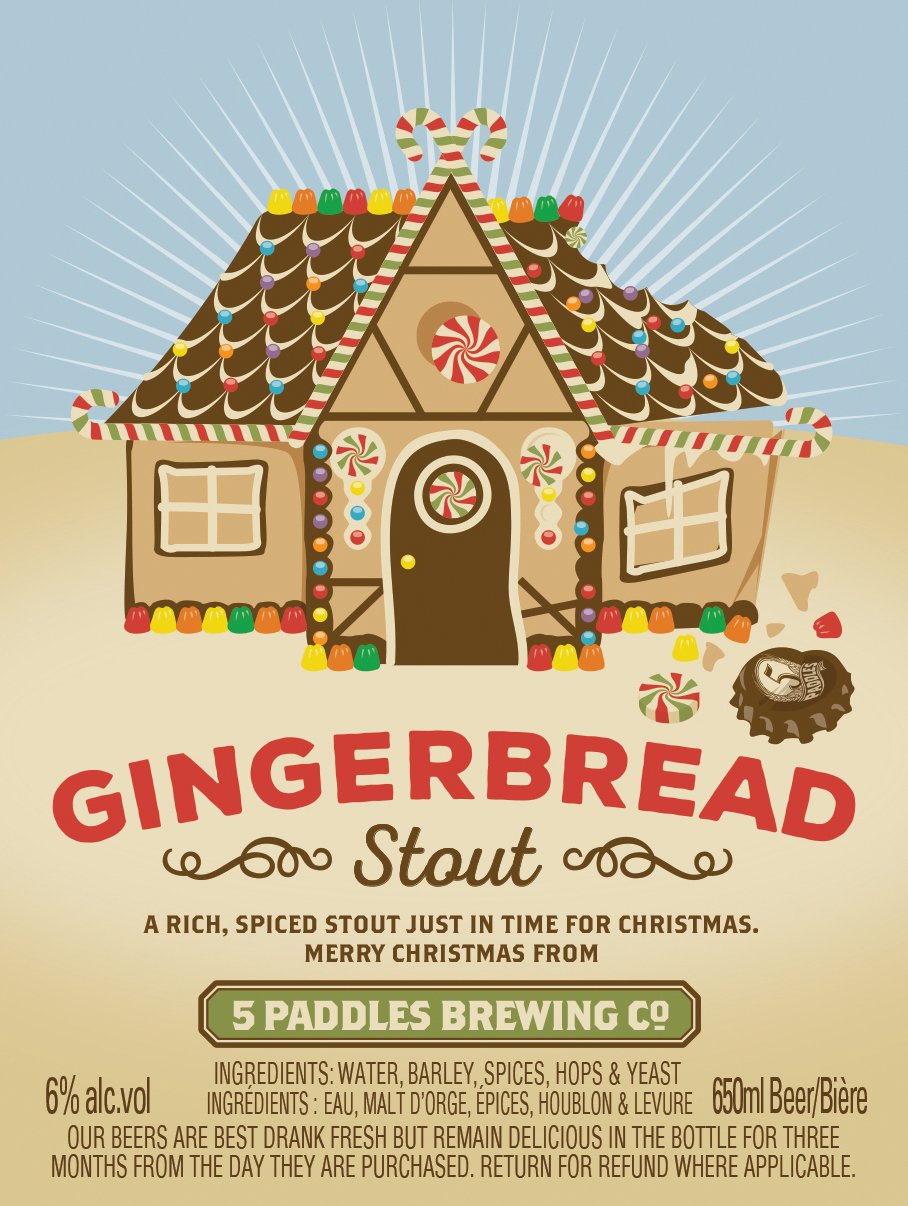 5
PADDLES
GINGERBREAD
Stout
A RICH, SPICED STOUT JUST IN TIME FOR CHRISTMAS.
MERRY CHRISTMAS FROM
5 PADDLES BREWING CO
INGREDIENTS: WATER, BARLEY, SPICES, HOPS & YEAST
6% alc.vol
INGRÉDIENTS : EAU, MALT D'ORGE, ÉPICES, HOUBLON & LEVURE
650ml Beer/Bière
OUR BEERS ARE BEST DRANK FRESH BUT REMAIN DELICIOUS IN THE BOTTLE FOR THREE
MONTHS FROM THE DAY THEY ARE PURCHASED. RETURN FOR REFUND WHERE APPLICABLE.